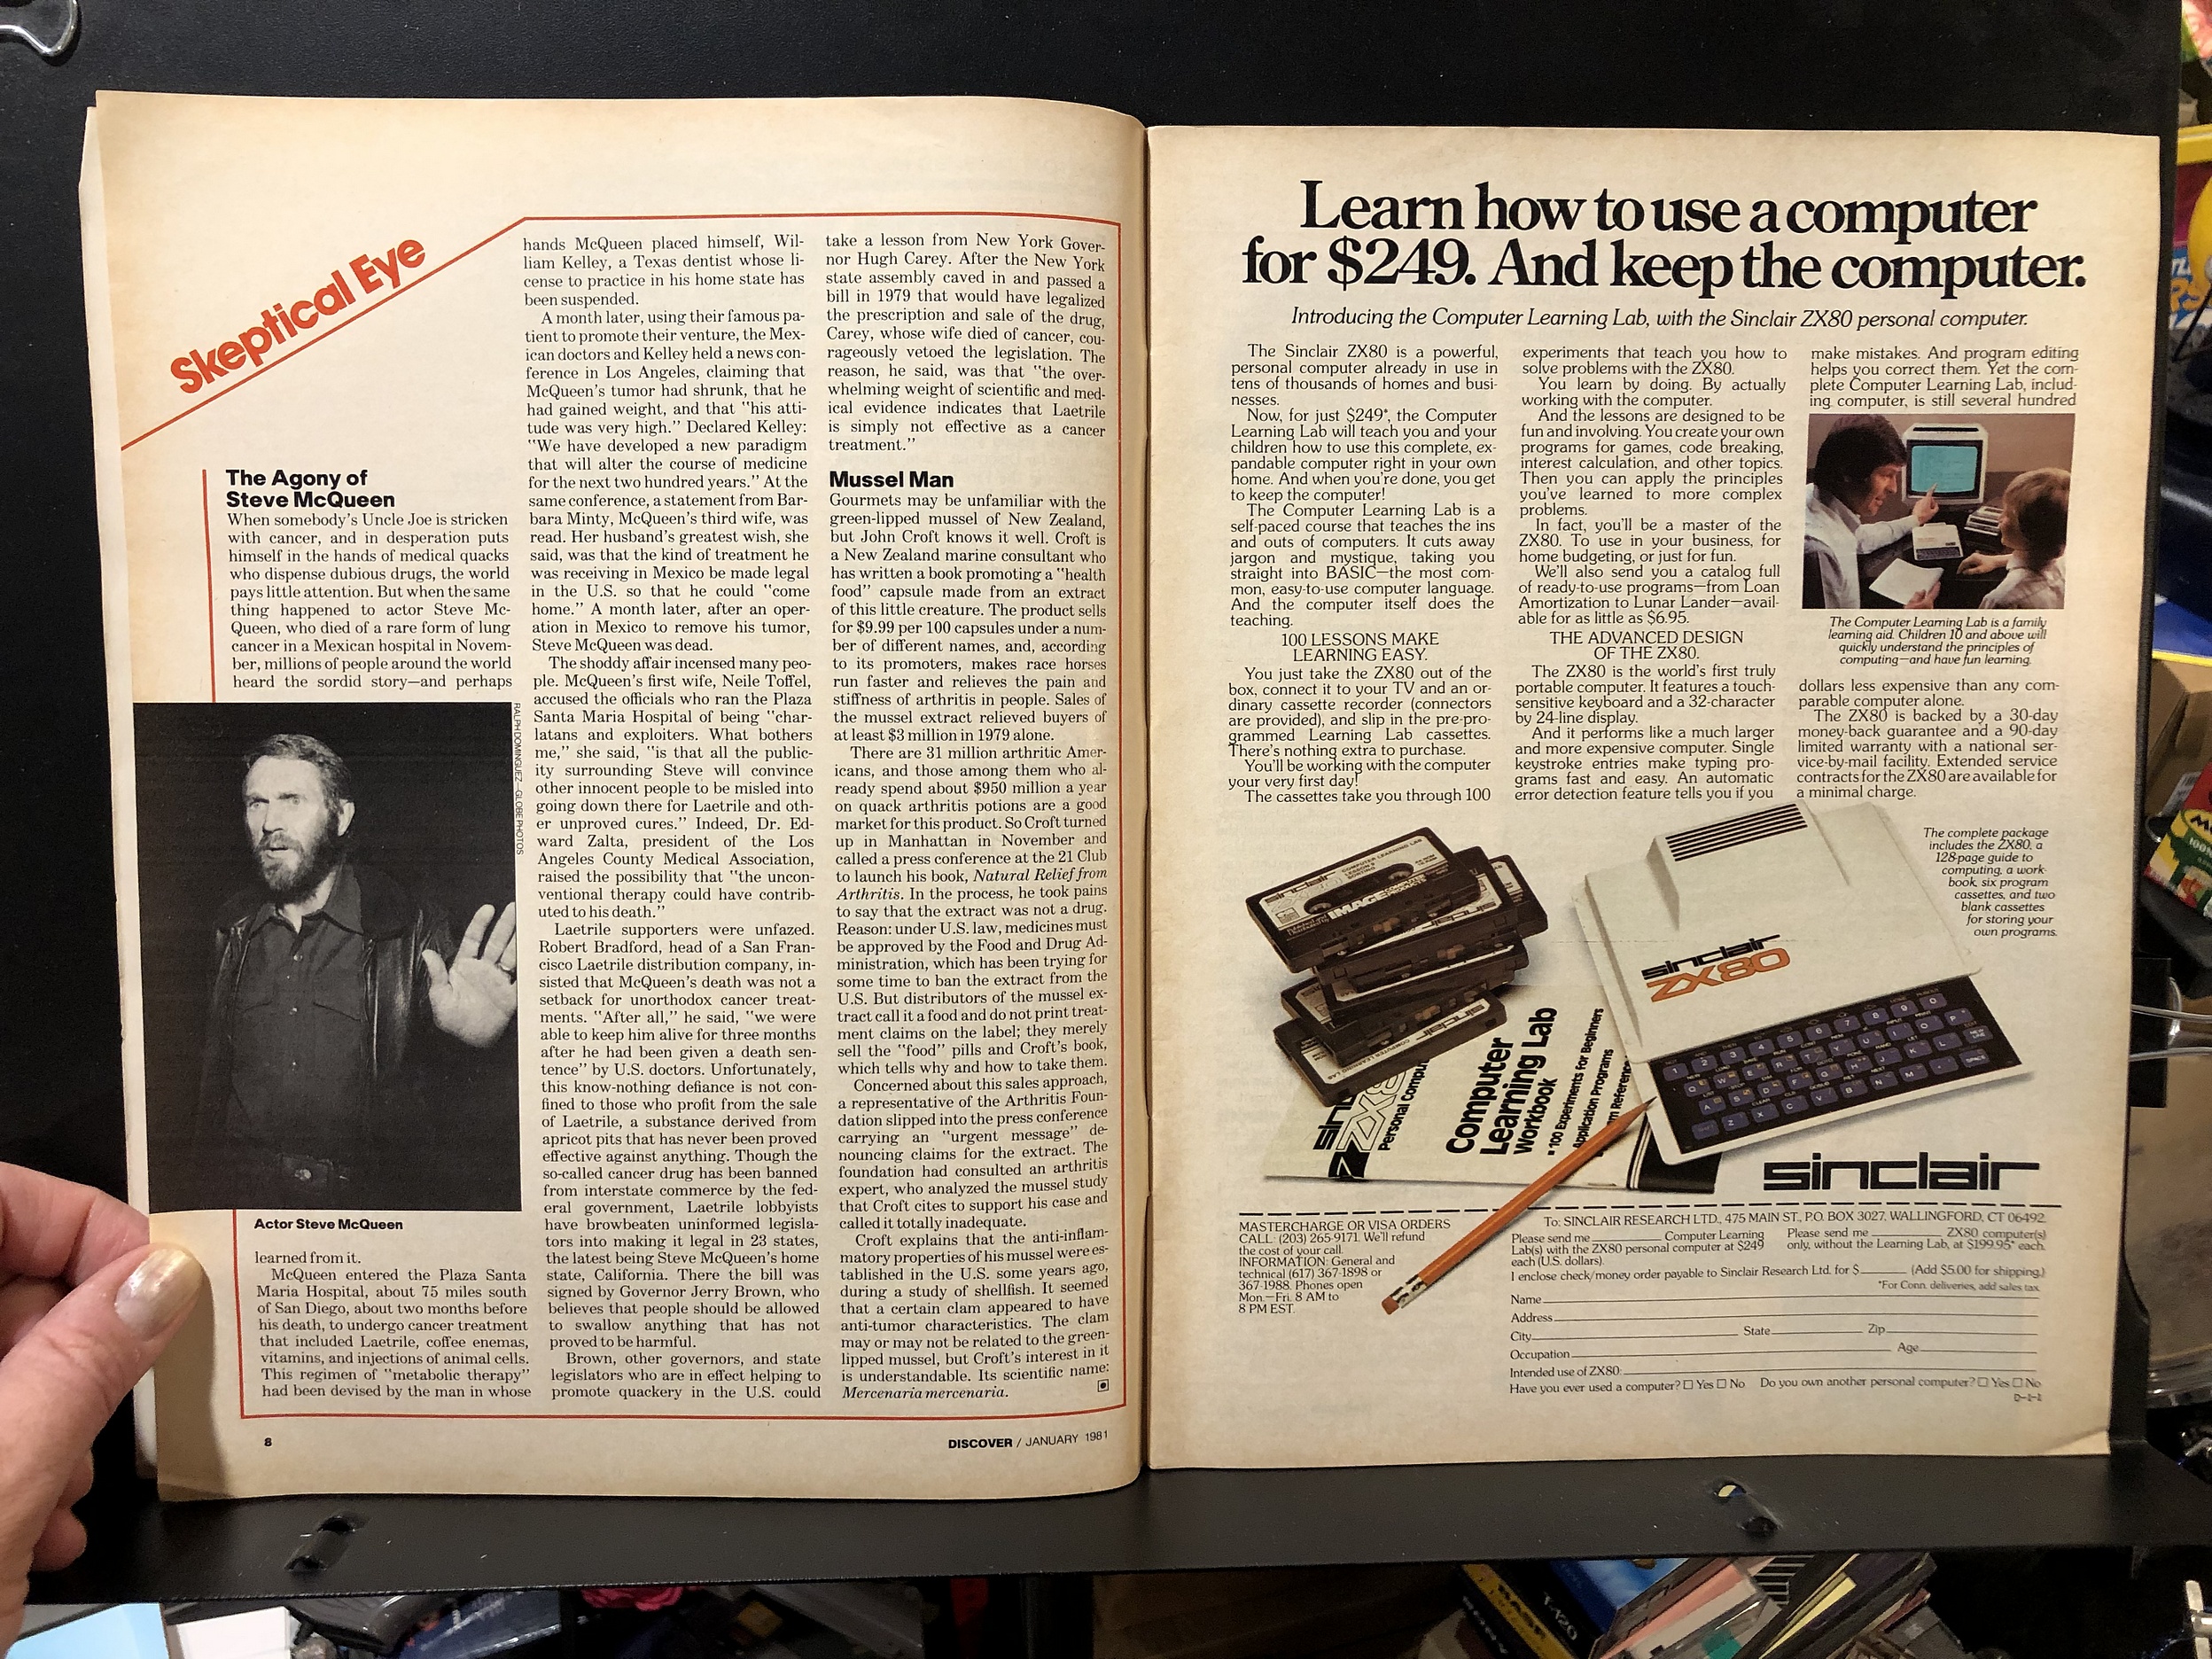 Skeptical Eye
The Agony of
Steve McQueen
When somebody's Uncle Joe is stricken
with cancer, and in desperation puts
himself in the hands of medical quacks
who dispense dubious drugs, the world
pays little attention. But when the same
thing happened to actor Steve Mc-
Queen, who died of a rare form of lung
cancer in a Mexican hospital in Novem-
ber, millions of people around the world
heard the sordid story—and perhaps
RALPH DOMINGUEZ—GLOBE PHOTOS
Actor Steve McQueen
learned from it.
McQueen entered the Plaza Santa
Maria Hospital, about 75 miles south
of San Diego, about two months before
his death, to undergo cancer treatment
that included Laetrile, coffee enemas,
vitamins, and injections of animal cells.
This regimen of "metabolic therapy"
had been devised by the man in whose
hands McQueen placed himself, Wil-
liam Kelley, a Texas dentist whose li-
cense to practice in his home state has
been suspended.
A month later, using their famous pa-
tient to promote their venture, the Mex-
ican doctors and Kelley held a news con-
ference in Los Angeles, claiming that
McQueen's tumor had shrunk, that he
had gained weight, and that "his atti-
tude was very high." Declared Kelley:
"We have developed a new paradigm
that will alter the course of medicine
for the next two hundred years." At the
same conference, a statement from Bar-
bara Minty, McQueen's third wife, was
read. Her husband's greatest wish, she
said, was that the kind of treatment he
was receiving in Mexico be made legal
in the U.S. so that he could "come
home." A month later, after an oper-
ation in Mexico to remove his tumor,
Steve McQueen was dead.
The shoddy affair incensed many peo-
ple. McQueen's first wife, Neile Toffel,
accused the officials who ran the Plaza
Santa Maria Hospital of being "char-
latans and exploiters. What bothers
me," she said, "is that all the public-
ity surrounding Steve will convince
other innocent people to be misled into
going down there for Laetrile and oth-
er unproved cures." Indeed, Dr. Ed-
ward Zalta, president of the Los
Angeles County Medical Association,
raised the possibility that "the uncon-
ventional therapy could have contrib-
uted to his death."
Laetrile supporters were unfazed.
Robert Bradford, head of a San Fran-
cisco Laetrile distribution company, in-
sisted that McQueen's death was not a
setback for unorthodox cancer treat-
ments. "After all," he said, "we were
able to keep him alive for three months
after he had been given a death sen-
tence" by U.S. doctors. Unfortunately,
this know-nothing defiance is not con-
fined to those who profit from the sale
of Laetrile, a substance derived from
apricot pits that has never been proved
effective against anything. Though the
so-called cancer drug has been banned
from interstate commerce by the fed-
eral government, Laetrile lobbyists
have browbeaten uninformed legisla-
tors into making it legal in 23 states,
the latest being Steve McQueen's home
state, California. There the bill was
signed by Governor Jerry Brown, who
believes that people should be allowed
to swallow anything that has not
proved to be harmful.
Brown, other governors, and state
legislators who are in effect helping to
promote quackery in the U.S. could
take a lesson from New York Gover-
nor Hugh Carey. After the New York
state assembly caved in and passed a
bill in 1979 that would have legalized
the prescription and sale of the drug,
Carey, whose wife died of cancer, cou-
rageously vetoed the legislation. The
reason, he said, was that "the over-
whelming weight of scientific and med-
ical evidence indicates that Laetrile
is simply not effective as a cancer
treatment."
Mussel Man
Gourmets may be unfamiliar with the
green-lipped mussel of New Zealand,
but John Croft knows it well. Croft is
a New Zealand marine consultant who
has written a book promoting a "health
food" capsule made from an extract
of this little creature. The product sells
for $9.99 per 100 capsules under a num-
ber of different names, and, according
to its promoters, makes race horses
run faster and relieves the pain and
stiffness of arthritis in people. Sales of
the mussel extract relieved buyers of
at least $3 million in 1979 alone.
There are 31 million arthritic Amer-
icans, and those among them who al-
ready spend about $950 million a year
on quack arthritis potions are a good
market for this product. So Croft turned
up in Manhattan in November and
called a press conference at the 21 Club
to launch his book, Natural Relief from
Arthritis. In the process, he took pains
to say that the extract was not a drug.
Reason: under U.S. law, medicines must
be approved by the Food and Drug Ad-
ministration, which has been trying for
some time to ban the extract from the
U.S. But distributors of the mussel ex-
tract call it a food and do not print treat-
ment claims on the label; they merely
sell the "food" pills and Croft's book,
which tells why and how to take them.
Concerned about this sales approach,
a representative of the Arthritis Foun-
dation slipped into the press conference
carrying an "urgent message" de-
nouncing claims for the extract. The
foundation had consulted an arthritis
expert, who analyzed the mussel study
that Croft cites to support his case and
called it totally inadequate.
Croft explains that the anti-inflam-
matory properties of his mussel were es-
tablished in the U.S. some years ago,
during a study of shellfish. It seemed
that a certain clam appeared to have
anti-tumor characteristics. The clam
may or may not be related to the green-
lipped mussel, but Croft's interest in it
is understandable. Its scientific name:
Mercenaria mercenaria.
8
DISCOVER / JANUARY 1981
Learn how to use a computer
for $249. And keep the computer.
Introducing the Computer Learning Lab, with the Sinclair ZX80 personal computer.
The Sinclair ZX80 is a powerful,
personal computer already in use in
tens of thousands of homes and busi-
nesses.
Now, for just $249*, the Computer
Learning Lab will teach you and your
children how to use this complete, ex-
pandable computer right in your own
home. And when you're done, you get
to keep the computer!
The Computer Learning Lab is a
self-paced course that teaches the ins
and outs of computers. It cuts away
jargon and mystique, taking you
straight into BASIC—the most com-
mon, easy-to-use computer language.
And the computer itself does the
teaching.
100 LESSONS MAKE
LEARNING EASY.
You just take the ZX80 out of the
box, connect it to your TV and an or-
dinary cassette recorder (connectors
are provided), and slip in the pre-pro-
grammed Learning Lab cassettes.
There's nothing extra to purchase.
You'll be working with the computer
your very first day!
The cassettes take you through 100
experiments that teach you how to
solve problems with the ZX80.
You learn by doing. By actually
working with the computer.
And the lessons are designed to be
fun and involving. You create your own
programs for games, code breaking,
interest calculation, and other topics.
Then you can apply the principles
you've learned to more complex
problems.
In fact, you'll be a master of the
ZX80. To use in your business, for
home budgeting, or just for fun.
We'll also send you a catalog full
of ready-to-use programs—from Loan
Amortization to Lunar Lander—avail-
able for as little as $6.95.
THE ADVANCED DESIGN
OF THE ZX80.
The ZX80 is the world's first truly
portable computer. It features a touch-
sensitive keyboard and a 32-character
by 24-line display.
And it performs like a much larger
and more expensive computer. Single
keystroke entries make typing pro-
grams fast and easy. An automatic
error detection feature tells you if you
make mistakes. And program editing
helps you correct them. Yet the com-
plete Computer Learning Lab, includ-
ing computer, is still several hundred
The Computer Learning Lab is a family
learning aid. Children 10 and above will
quickly understand the principles of
computing—and have fun learning.
dollars less expensive than any com-
parable computer alone.
The ZX80 is backed by a 30-day
money-back guarantee and a 90-day
limited warranty with a national ser-
vice-by-mail facility. Extended service
contracts for the ZX80 are available for
a minimal charge.
The complete package
includes the ZX80, a
128-page guide to
computing, a work-
book, six program
cassettes, and two
blank cassettes
for storing your
own programs.
sinclair
COMPUTER LEARNING LAB
sinclair
ZX80
1 2 3 4 5 6 7 8 9 0
Q W E R T Y U I O P
A S D F G H J K L
Z X C V B N M SPACE
ZX80
Personal Comput
Computer
Learning Lab
Workbook
100 Experiments for Beginners
Application Programs
m Reference
sinclair
MASTERCHARGE OR VISA ORDERS
CALL: (203) 265-9171. We'll refund
the cost of your call.
INFORMATION: General and
technical (617) 367-1898 or
367-1988. Phones open
Mon.—Fri. 8 AM to
8 PM EST.
To: SINCLAIR RESEARCH LTD., 475 MAIN ST., P.O. BOX 3027, WALLINGFORD, CT 06492
Please send me Computer Learning
Lab(s) with the ZX80 personal computer at $249
each (U.S. dollars).
Please send me ZX80 computer(s)
only, without the Learning Lab, at $199.95* each.
I enclose check/money order payable to Sinclair Research Ltd. for $ (Add $5.00 for shipping.)
*For Conn. deliveries, add sales tax.
Name
Address
City State Zip
Occupation Age
Intended use of ZX80:
Have you ever used a computer? □ Yes □ No Do you own another personal computer? □ Yes □ No
D-1-1